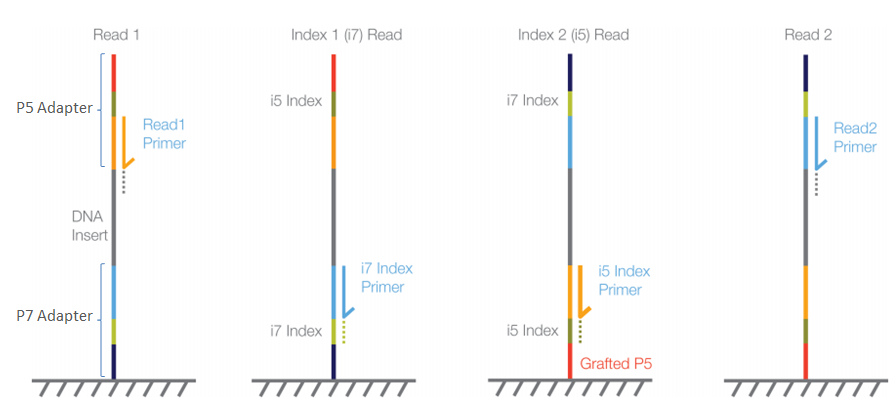 Read 1
Index 1 (i7) Read
Index 2 (i5) Read
Read 2
P5 Adapter
Read1
Primer
DNA
Insert
P7 Adapter
i5 Index
i7 Index
Primer
i7 Index
i7 Index
i5 Index
Primer
i5 Index
Grafted P5
Read2
Primer